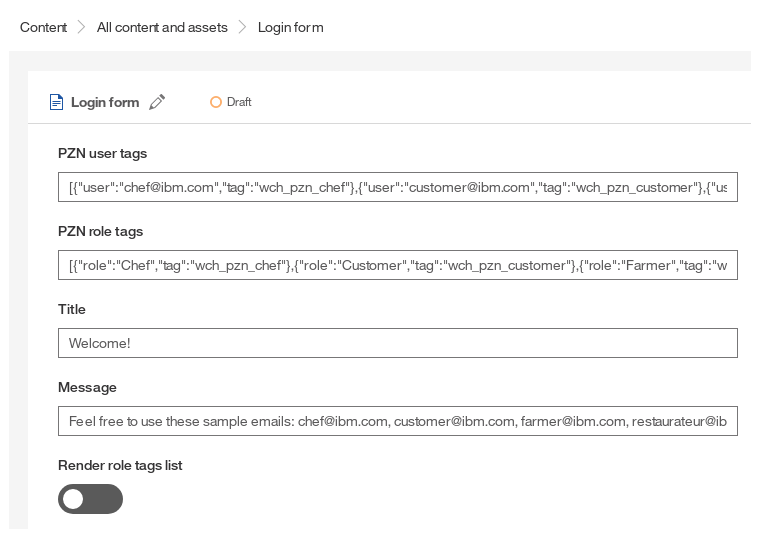 Content All content and assets Login form
Login form Draft
PZN user tags
[{"user":"chef@ibm.com","tag":"wch_pzn_chef"},{"user":"customer@ibm.com","tag":"wch_pzn_customer"},{"us
PZN role tags
[{"role":"Chef","tag":"wch_pzn_chef"},{"role":"Customer","tag":"wch_pzn_customer"},{"role":"Farmer","tag":"w
Title
Welcome!
Message
Feel free to use these sample emails: chef@ibm.com, customer@ibm.com, farmer@ibm.com, restaurateur@ib
Render role tags list